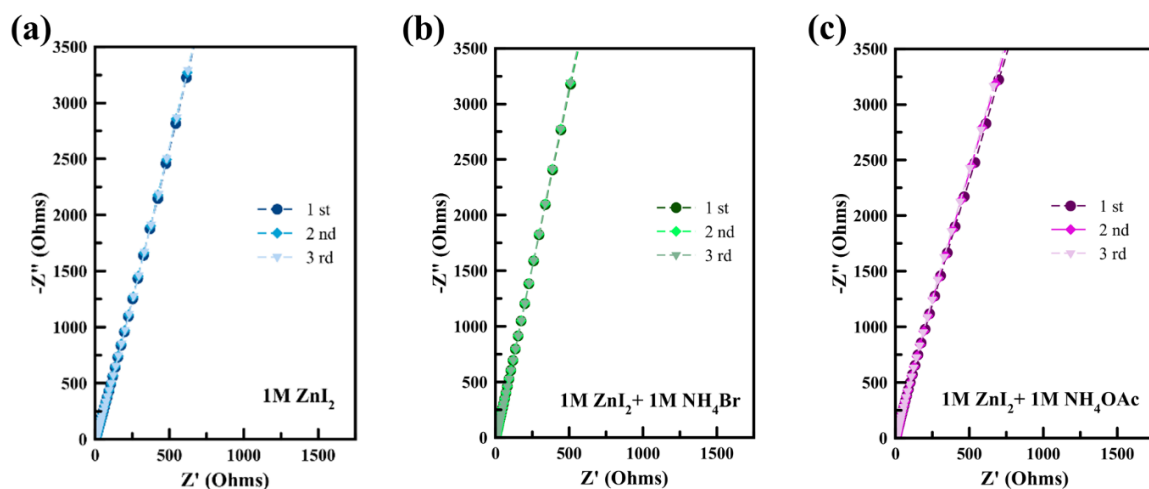 (a)
3500
3000
2500
2000
1500
1000
500
0
-Z'' (Ohms)
1 st
2 nd
3 rd
1M ZnI₂
0 500 1000 1500
Z' (Ohms)
(b)
3500
3000
2500
2000
1500
1000
500
0
-Z'' (Ohms)
1 st
2 nd
3 rd
1M ZnI₂+ 1M NH₄Br
0 500 1000 1500
Z' (Ohms)
(c)
3500
3000
2500
2000
1500
1000
500
0
-Z'' (Ohms)
1 st
2 nd
3 rd
1M ZnI₂+ 1M NH₄OAc
0 500 1000 1500
Z' (Ohms)